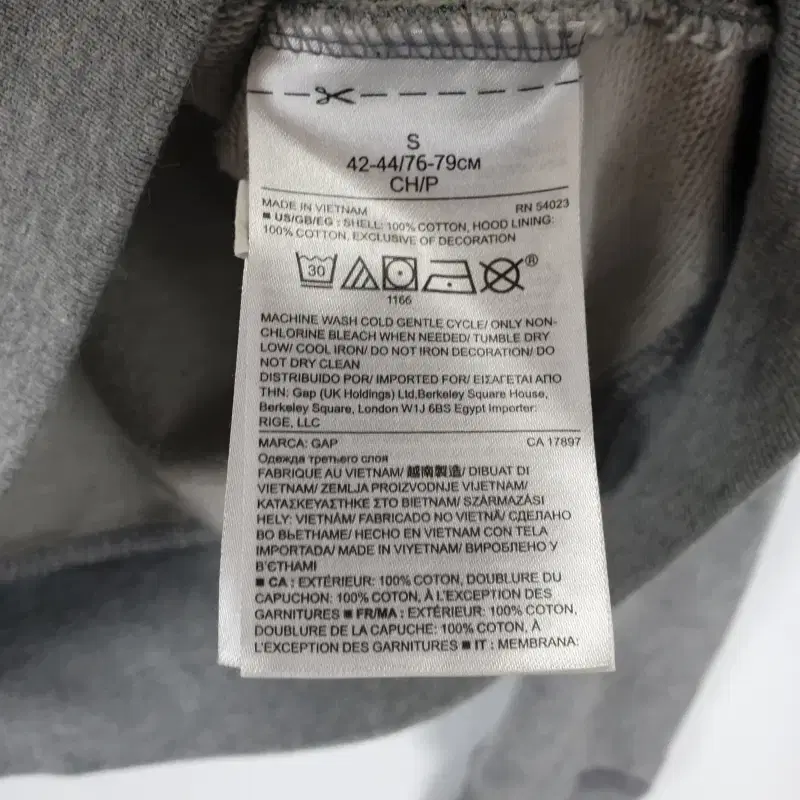 S
42-44/76-79CM
CH/P
MADE IN VIETNAM RN 54023
■ US/GB/EG : SHELL: 100% COTTON, HOOD LINING:
100% COTTON, EXCLUSIVE OF DECORATION
30
®
1166
MACHINE WASH COLD GENTLE CYCLE/ ONLY NON-
CHLORINE BLEACH WHEN NEEDED/ TUMBLE DRY
LOW/ COOL IRON/ DO NOT IRON DECORATION/ DO
NOT DRY CLEAN
DISTRIBUIDO POR/ IMPORTED FOR/ ΕΙΣΑΓΕΤΑΙ ΑΠΟ
THN: Gap (UK Holdings) Ltd,Berkeley Square House,
Berkeley Square, London W1J 6BS Egypt Importer:
RIGE, LLC
MARCA: GAP CA 17897
Одежда третьего слоя
FABRIQUE AU VIETNAM/ 越南製造/ DIBUAT DI
VIETNAM/ ZEMLJA PROIZVODNJE VIJETNAM/
ΚΑΤΑΣΚΕΥΑΣΤΗΚΕ ΣΤΟ ΒΙΕΤΝΑΜ/ SZÁRMAZÁSI
HELY: VIETNÁM/ FABRICADO NO VIETNÃ/ СДЕЛАНО
ВО ВЬЕТНАМЕ/ HECHO EN VIETNAM CON TELA
IMPORTADA/ MADE IN VIYETNAM/ ВИРОБЛЕНО У
В'ЄТНАМІ
■ CA : EXTÉRIEUR: 100% COTON, DOUBLURE DU
CAPUCHON: 100% COTON, À L'EXCEPTION DES
GARNITURES ■ FR/MA : EXTÉRIEUR: 100% COTON,
DOUBLURE DE LA CAPUCHE: 100% COTON, À
L'EXCEPTION DES GARNITURES ■ IT : MEMBRANA: